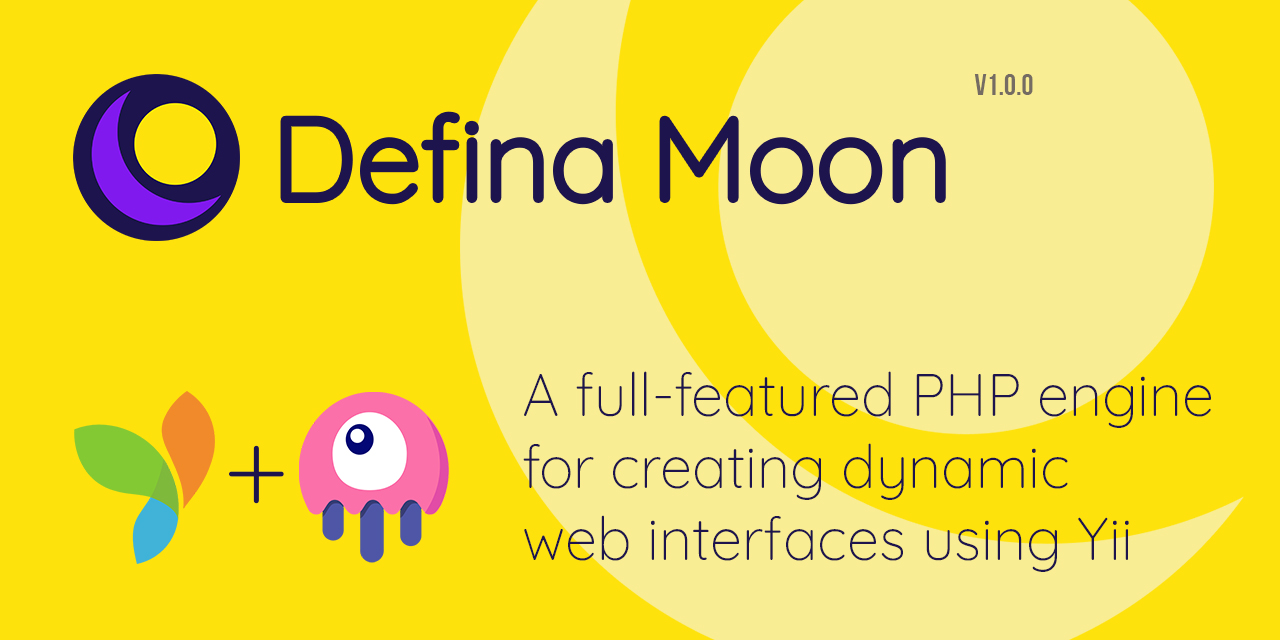 V1.0.0
Defina Moon
A full-featured PHP engine
for creating dynamic
web interfaces using Yii